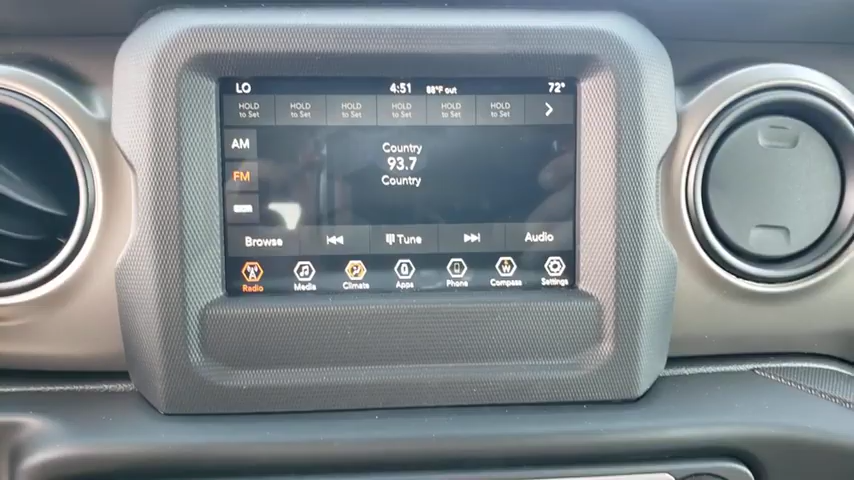 LO 4:51 88°F out 72°
HOLD HOLD HOLD HOLD HOLD HOLD
to Set to Set to Set to Set to Set to Set
AM
Country
93.7
FM
Country
Browse Tune Audio
Radio Media Climate Apps Phone Compass Settings
W